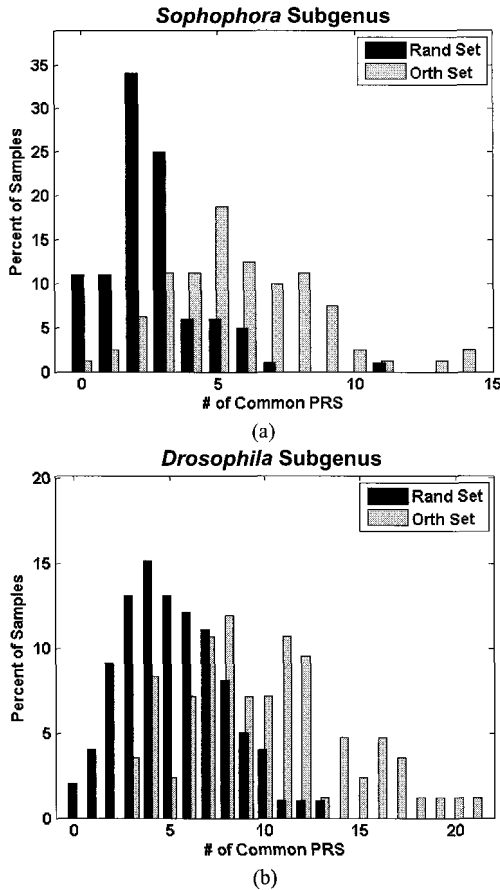 Sophophora Subgenus
Rand Set
Orth Set
35
30
25
20
15
10
5
0
Percent of Samples
0 5 10 15
# of Common PRS
(a)
Drosophila Subgenus
Rand Set
Orth Set
20
15
10
5
0
Percent of Samples
0 5 10 15 20
# of Common PRS
(b)